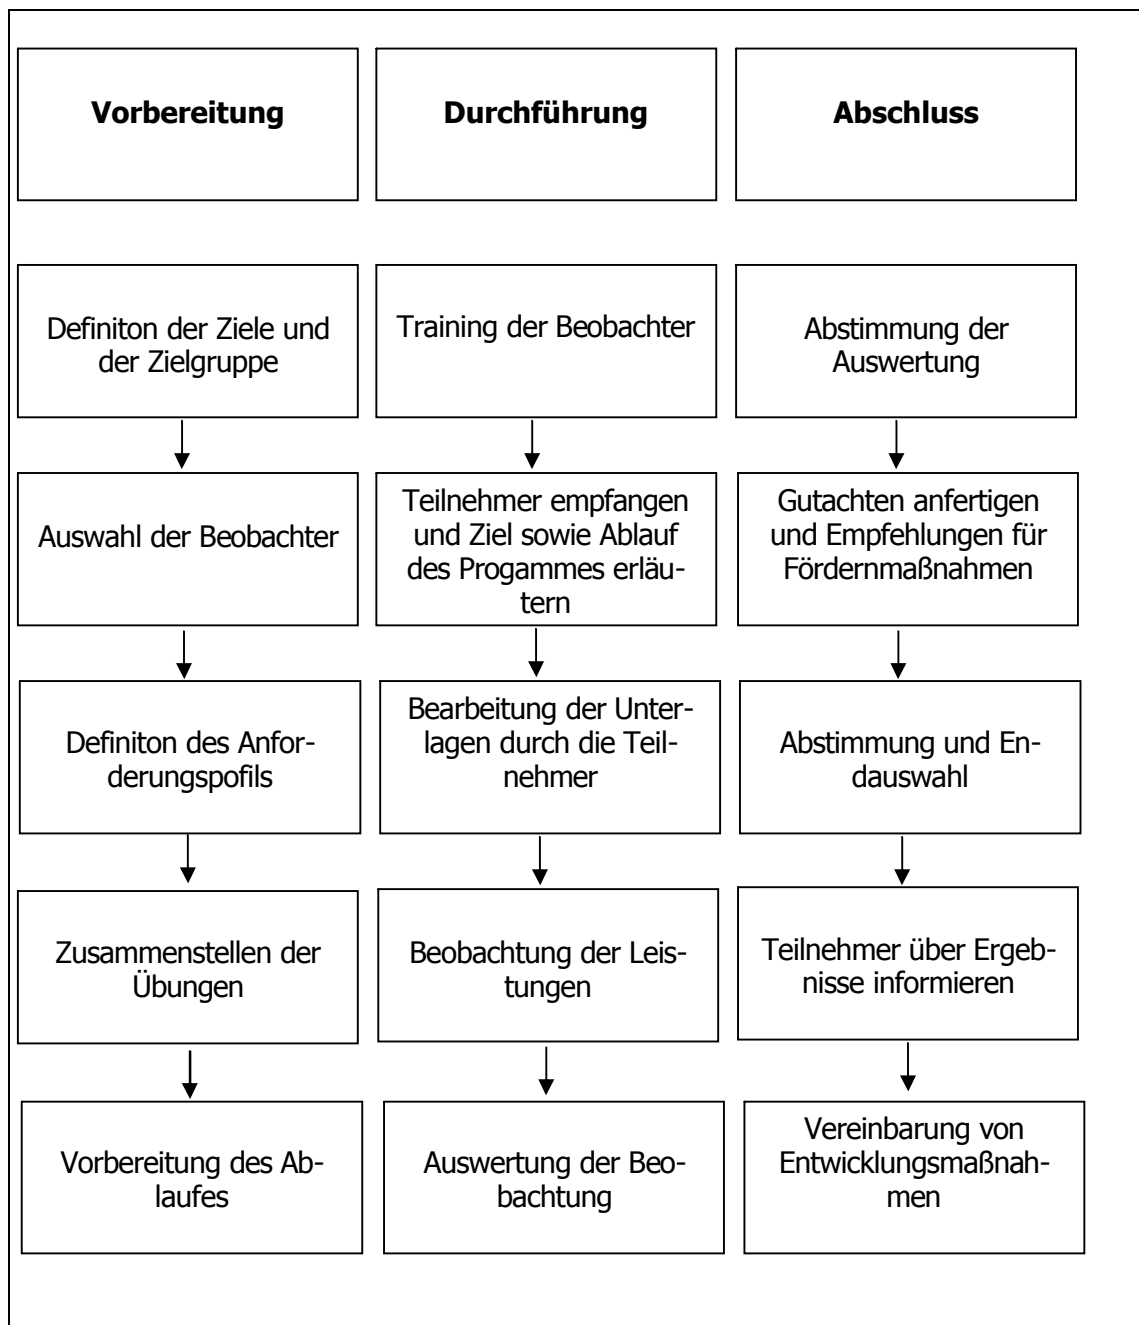 Vorbereitung
Durchführung
Abschluss
Definiton der Ziele und
der Zielgruppe
Training der Beobachter
Abstimmung der
Auswertung
Auswahl der Beobachter
Teilnehmer empfangen
und Ziel sowie Ablauf
des Progammes erläu-
tern
Gutachten anfertigen
und Empfehlungen für
Fördernmaßnahmen
Definiton des Anfor-
derungspofils
Bearbeitung der Unter-
lagen durch die Teil-
nehmer
Abstimmung und En-
dauswahl
Zusammenstellen der
Übungen
Beobachtung der Leis-
tungen
Teilnehmer über Ergeb-
nisse informieren
Vorbereitung des Ab-
laufes
Auswertung der Beo-
bachtung
Vereinbarung von
Entwicklungsmaßnah-
men